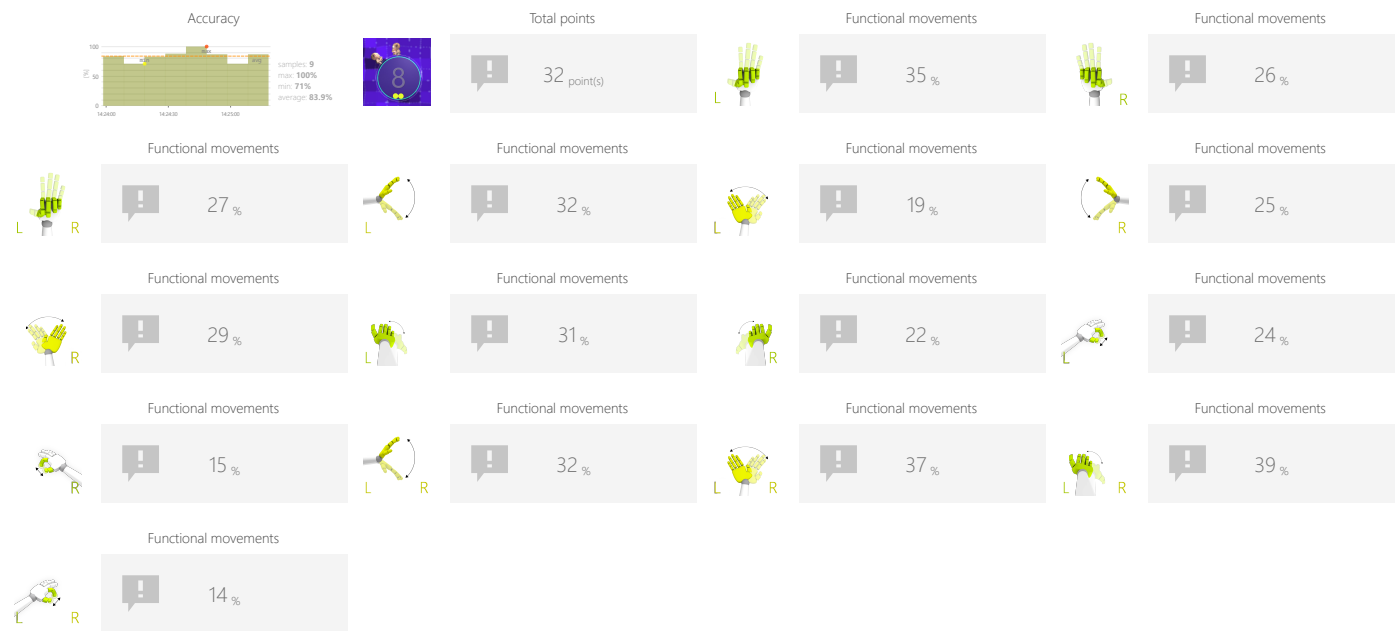 Accuracy
100
50
0
[%]
max
min
avg
14:24:00
14:24:30
14:25:00
samples: 9
max: 100%
min: 71%
average: 83.9%
Total points
8
32 point(s)
Functional movements
L
35 %
Functional movements
R
26 %
Functional movements
L R
27 %
Functional movements
L
32 %
Functional movements
L
19 %
Functional movements
R
25 %
Functional movements
R
29 %
Functional movements
L
31 %
Functional movements
R
22 %
Functional movements
L
24 %
Functional movements
R
15 %
Functional movements
L R
32 %
Functional movements
L R
37 %
Functional movements
L R
39 %
Functional movements
L R
14 %